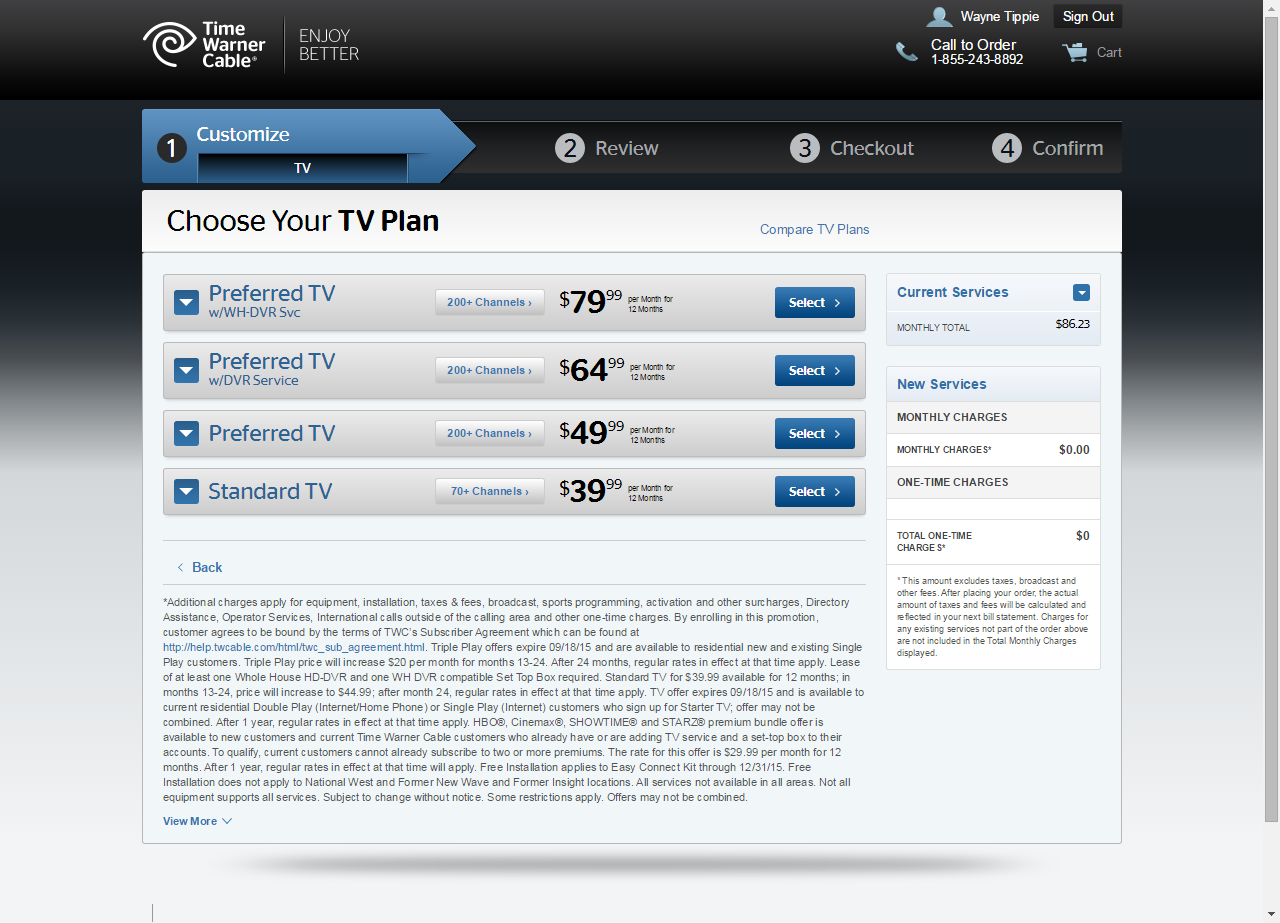 Time Warner Cable®
ENJOY BETTER
Wayne Tippie
Sign Out
Call to Order
1-855-243-8892
Cart
1 Customize
TV
2 Review
3 Checkout
4 Confirm
Choose Your TV Plan
Compare TV Plans
Preferred TV
w/WH-DVR Svc
200+ Channels ›
$79.99 per Month for
12 Months
Select
Preferred TV
w/DVR Service
200+ Channels ›
$64.99 per Month for
12 Months
Select
Preferred TV
200+ Channels ›
$49.99 per Month for
12 Months
Select
Standard TV
70+ Channels ›
$39.99 per Month for
12 Months
Select
Back
*Additional charges apply for equipment, installation, taxes & fees, broadcast, sports programming, activation and other surcharges, Directory
Assistance, Operator Services, International calls outside of the calling area and other one-time charges. By enrolling in this promotion,
customer agrees to be bound by the terms of TWC's Subscriber Agreement which can be found at
http://help.twcable.com/html/twc_sub_agreement.html. Triple Play offers expire 09/18/15 and are available to residential new and existing Single
Play customers. Triple Play price will increase $20 per month for months 13-24. After 24 months, regular rates in effect at that time apply. Lease
of at least one Whole House HD-DVR and one WH DVR compatible Set Top Box required. Standard TV for $39.99 available for 12 months; in
months 13-24, price will increase to $44.99; after month 24, regular rates in effect at that time apply. TV offer expires 09/18/15 and is available to
current residential Double Play (Internet/Home Phone) or Single Play (Internet) customers who sign up for Starter TV; offer may not be
combined. After 1 year, regular rates in effect at that time apply. HBO®, Cinemax®, SHOWTIME® and STARZ® premium bundle offer is
available to new customers and current Time Warner Cable customers who already have or are adding TV service and a set-top box to their
accounts. To qualify, current customers cannot already subscribe to two or more premiums. The rate for this offer is $29.99 per month for 12
months. After 1 year, regular rates in effect at that time will apply. Free Installation applies to Easy Connect Kit through 12/31/15. Free
Installation does not apply to National West and Former New Wave and Former Insight locations. All services not available in all areas. Not all
equipment supports all services. Subject to change without notice. Some restrictions apply. Offers may not be combined.
View More
Current Services
MONTHLY TOTAL $86.23
New Services
MONTHLY CHARGES
MONTHLY CHARGES* $0.00
ONE-TIME CHARGES
TOTAL ONE-TIME
CHARGES* $0
* This amount excludes taxes, broadcast and
other fees. After placing your order, the actual
amount of taxes and fees will be calculated and
reflected in your next bill statement. Charges for
any existing services not part of the order above
are not included in the Total Monthly Charges
displayed.